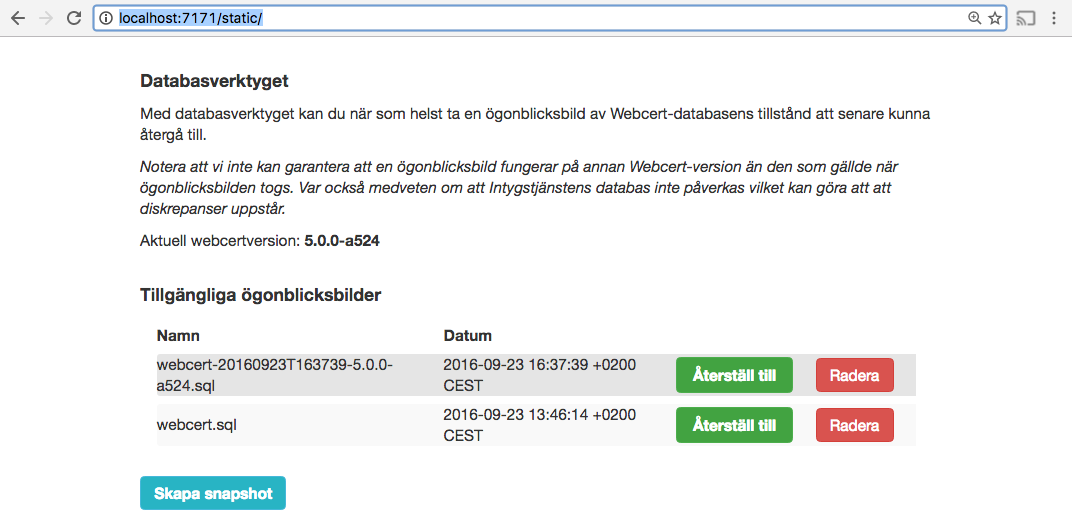 localhost:7171/static/
Databasverktyget
Med databasverktyget kan du när som helst ta en ögonblicksbild av Webcert-databasens tillstånd att senare kunna
återgå till.
Notera att vi inte kan garantera att en ögonblicksbild fungerar på annan Webcert-version än den som gällde när
ögonblicksbilden togs. Var också medveten om att Intygstjänstens databas inte påverkas vilket kan göra att att
diskrepanser uppstår.
Aktuell webcertversion: 5.0.0-a524
Tillgängliga ögonblicksbilder
Namn Datum
webcert-20160923T163739-5.0.0-
a524.sql
2016-09-23 16:37:39 +0200
CEST
Återställ till Radera
webcert.sql
2016-09-23 13:46:14 +0200
CEST
Återställ till Radera
Skapa snapshot